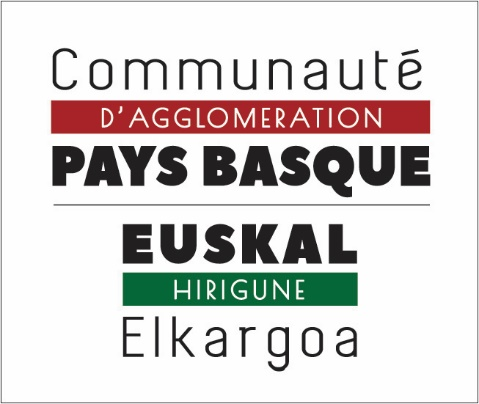 Communauté
D'AGGLOMERATION
PAYS BASQUE
EUSKAL
HIRIGUNE
Elkargoa